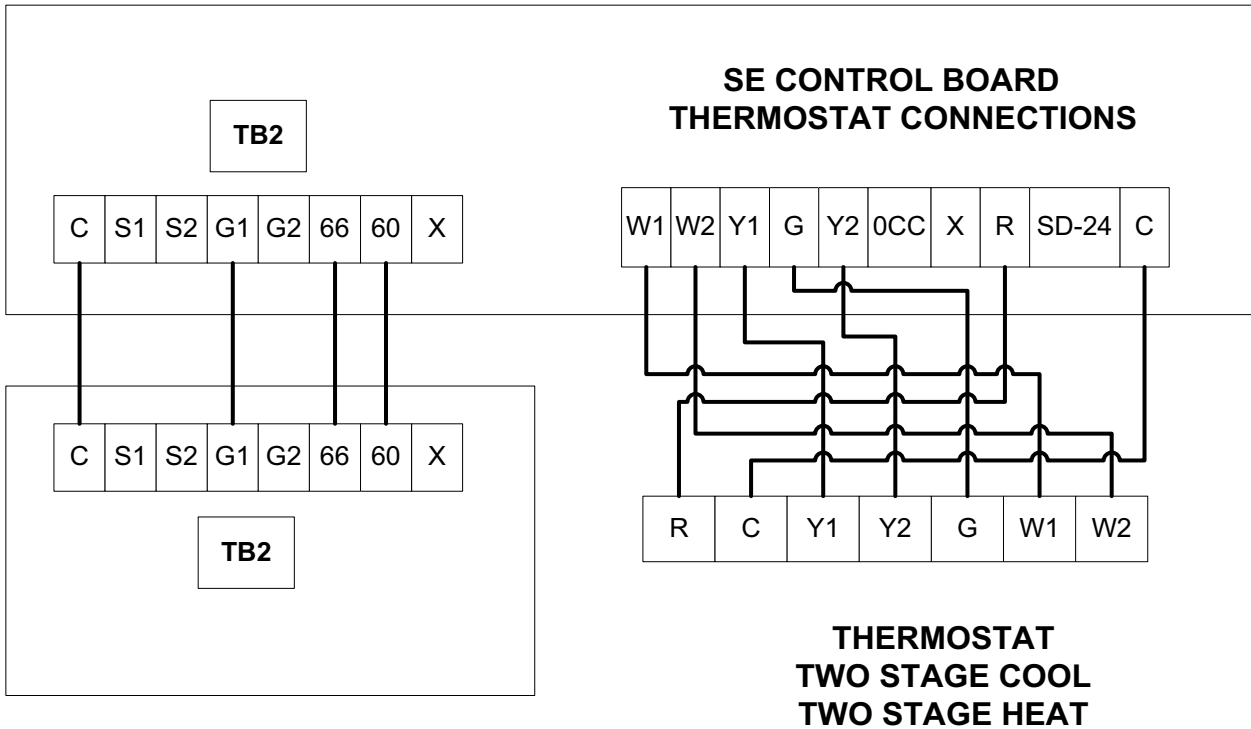 SE CONTROL BOARD
THERMOSTAT CONNECTIONS
TB2
C S1 S2 G1 G2 66 60 X
W1 W2 Y1 G Y2 0CC X R SD-24 C
C S1 S2 G1 G2 66 60 X
TB2
R C Y1 Y2 G W1 W2
THERMOSTAT
TWO STAGE COOL
TWO STAGE HEAT